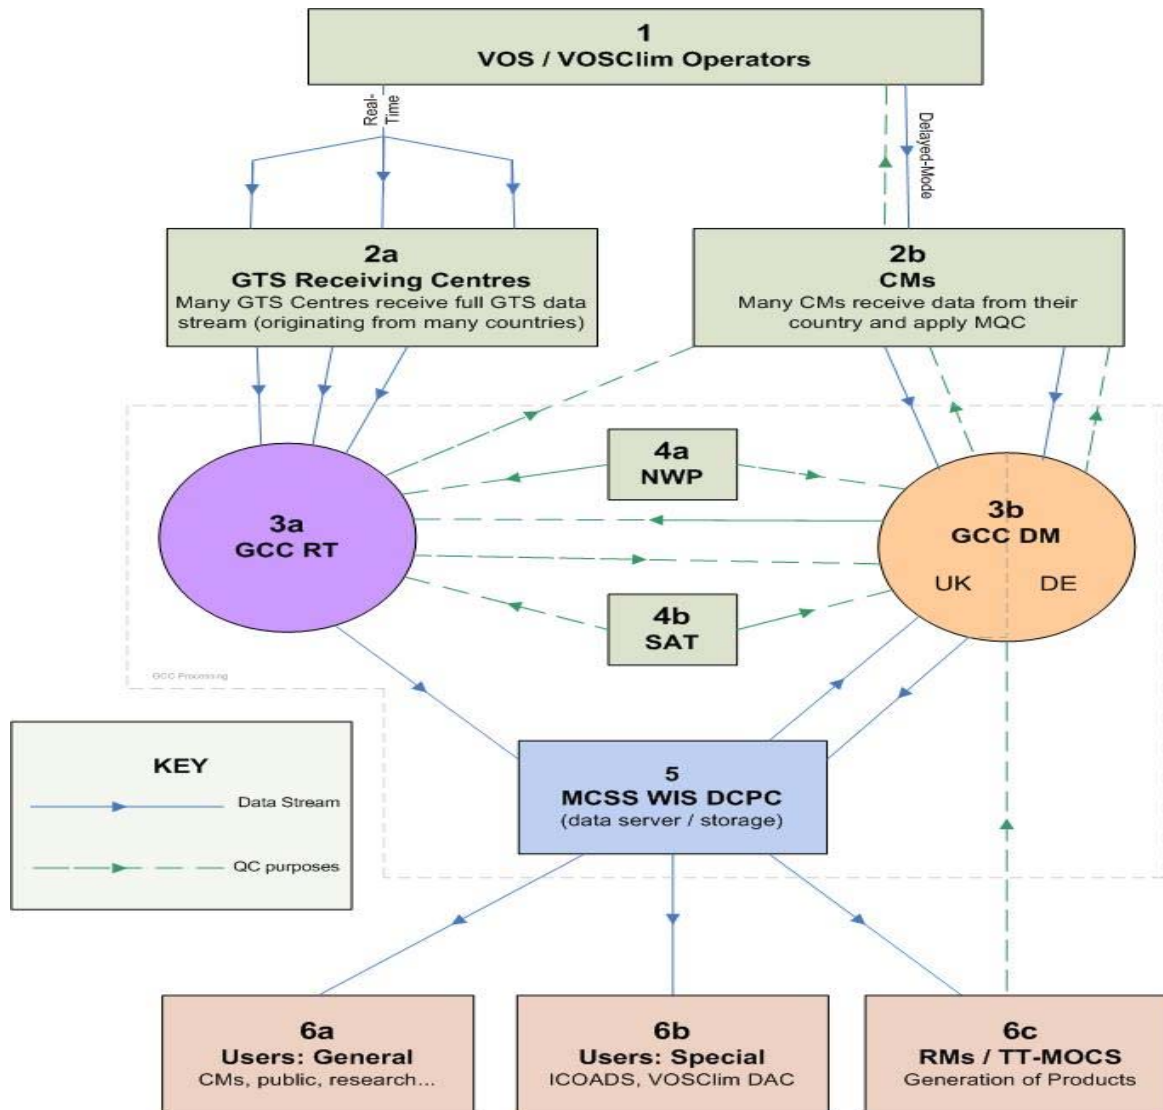 1
VOS / VOSClim Operators
Real-
Time
Delayed-Mode
2a
GTS Receiving Centres
Many GTS Centres receive full GTS data
stream (originating from many countries)
2b
CMs
Many CMs receive data from their
country and apply MQC
4a
NWP
3a
GCC RT
3b
GCC DM
UK DE
4b
SAT
GCC Processing
KEY
Data Stream
QC purposes
5
MCSS WIS DCPC
(data server / storage)
6a
Users: General
CMs, public, research...
6b
Users: Special
ICOADS, VOSClim DAC
6c
RMs / TT-MOCS
Generation of Products